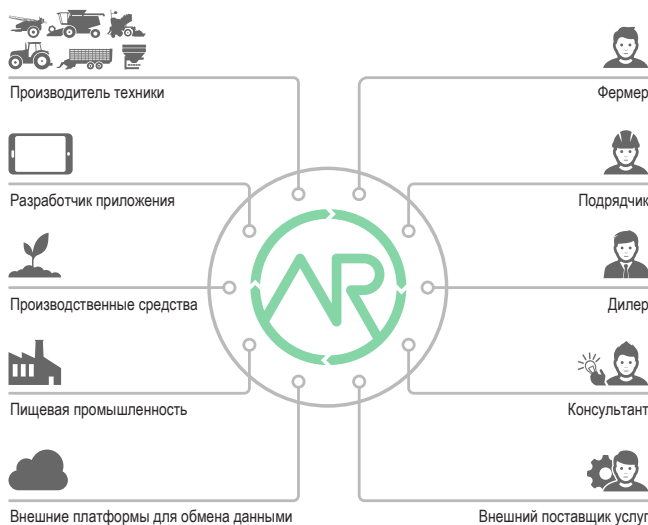 Производитель техники
Фермер
Разработчик приложения
Подрядчик
Производственные средства
Дилер
Пищевая промышленность
Консультант
Внешние платформы для обмена данными
Внешний поставщик услуг
AR